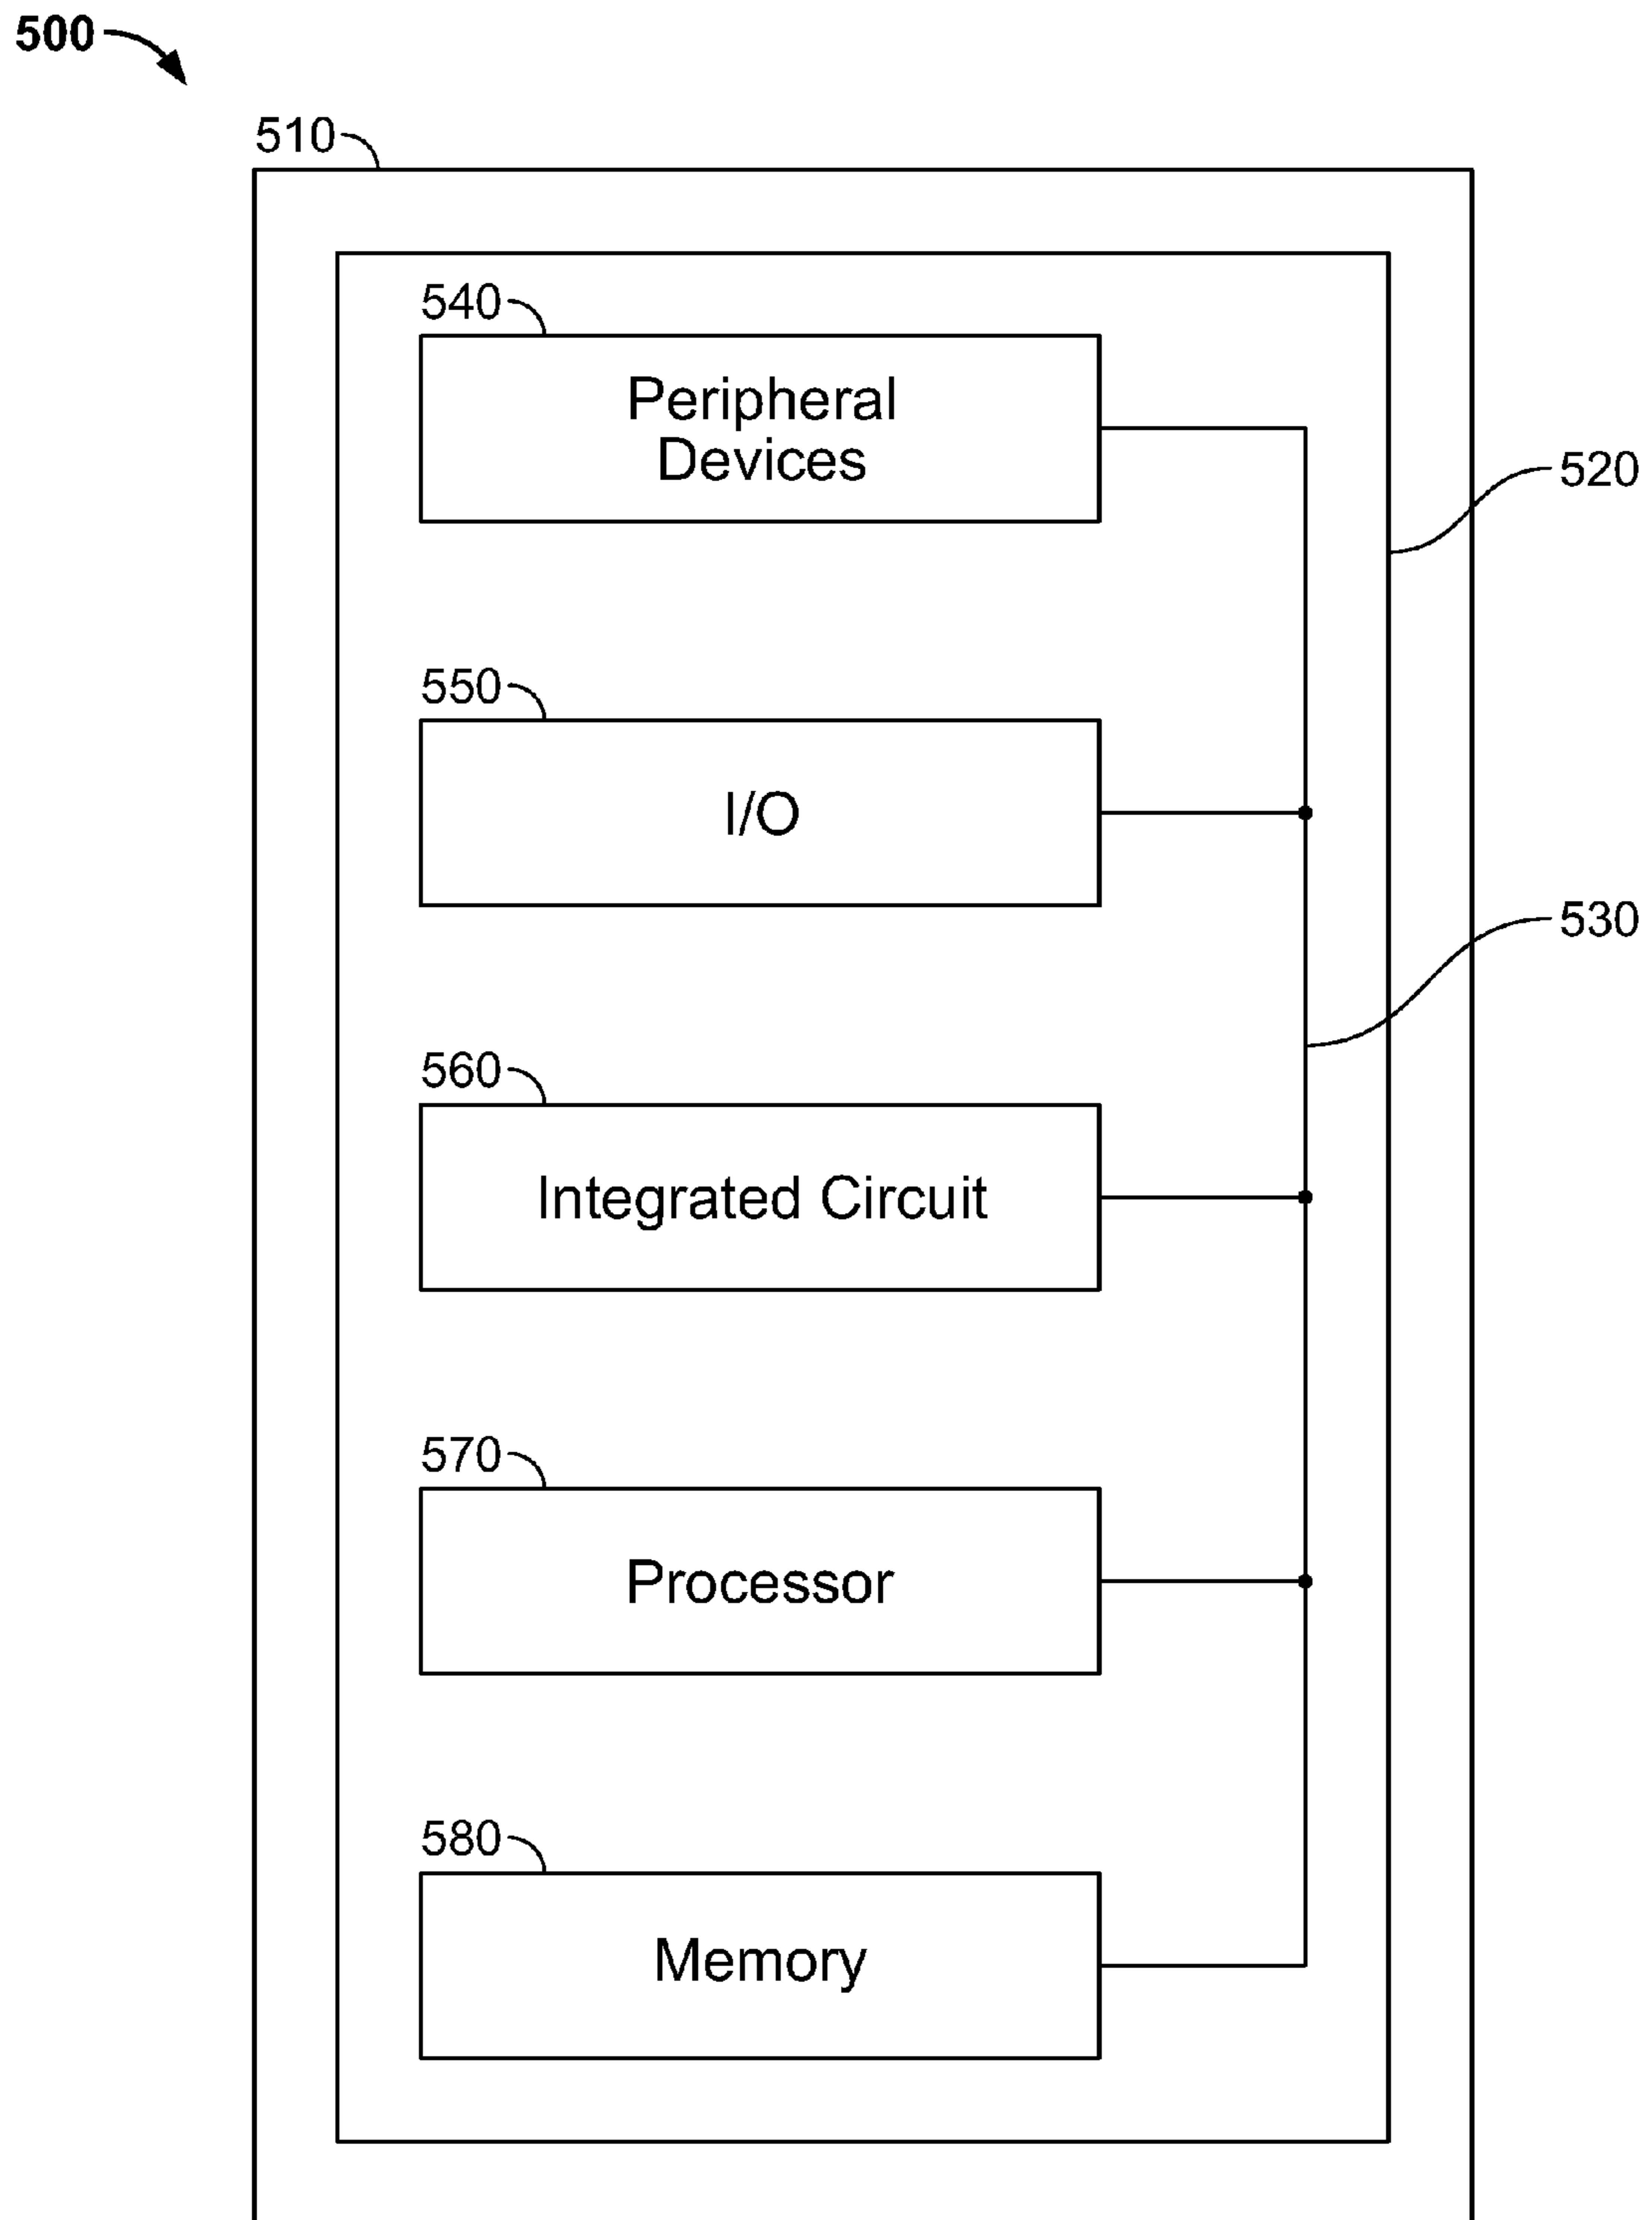 500
510
540
Peripheral
Devices
520
550
I/O
530
560
Integrated Circuit
570
Processor
580
Memory